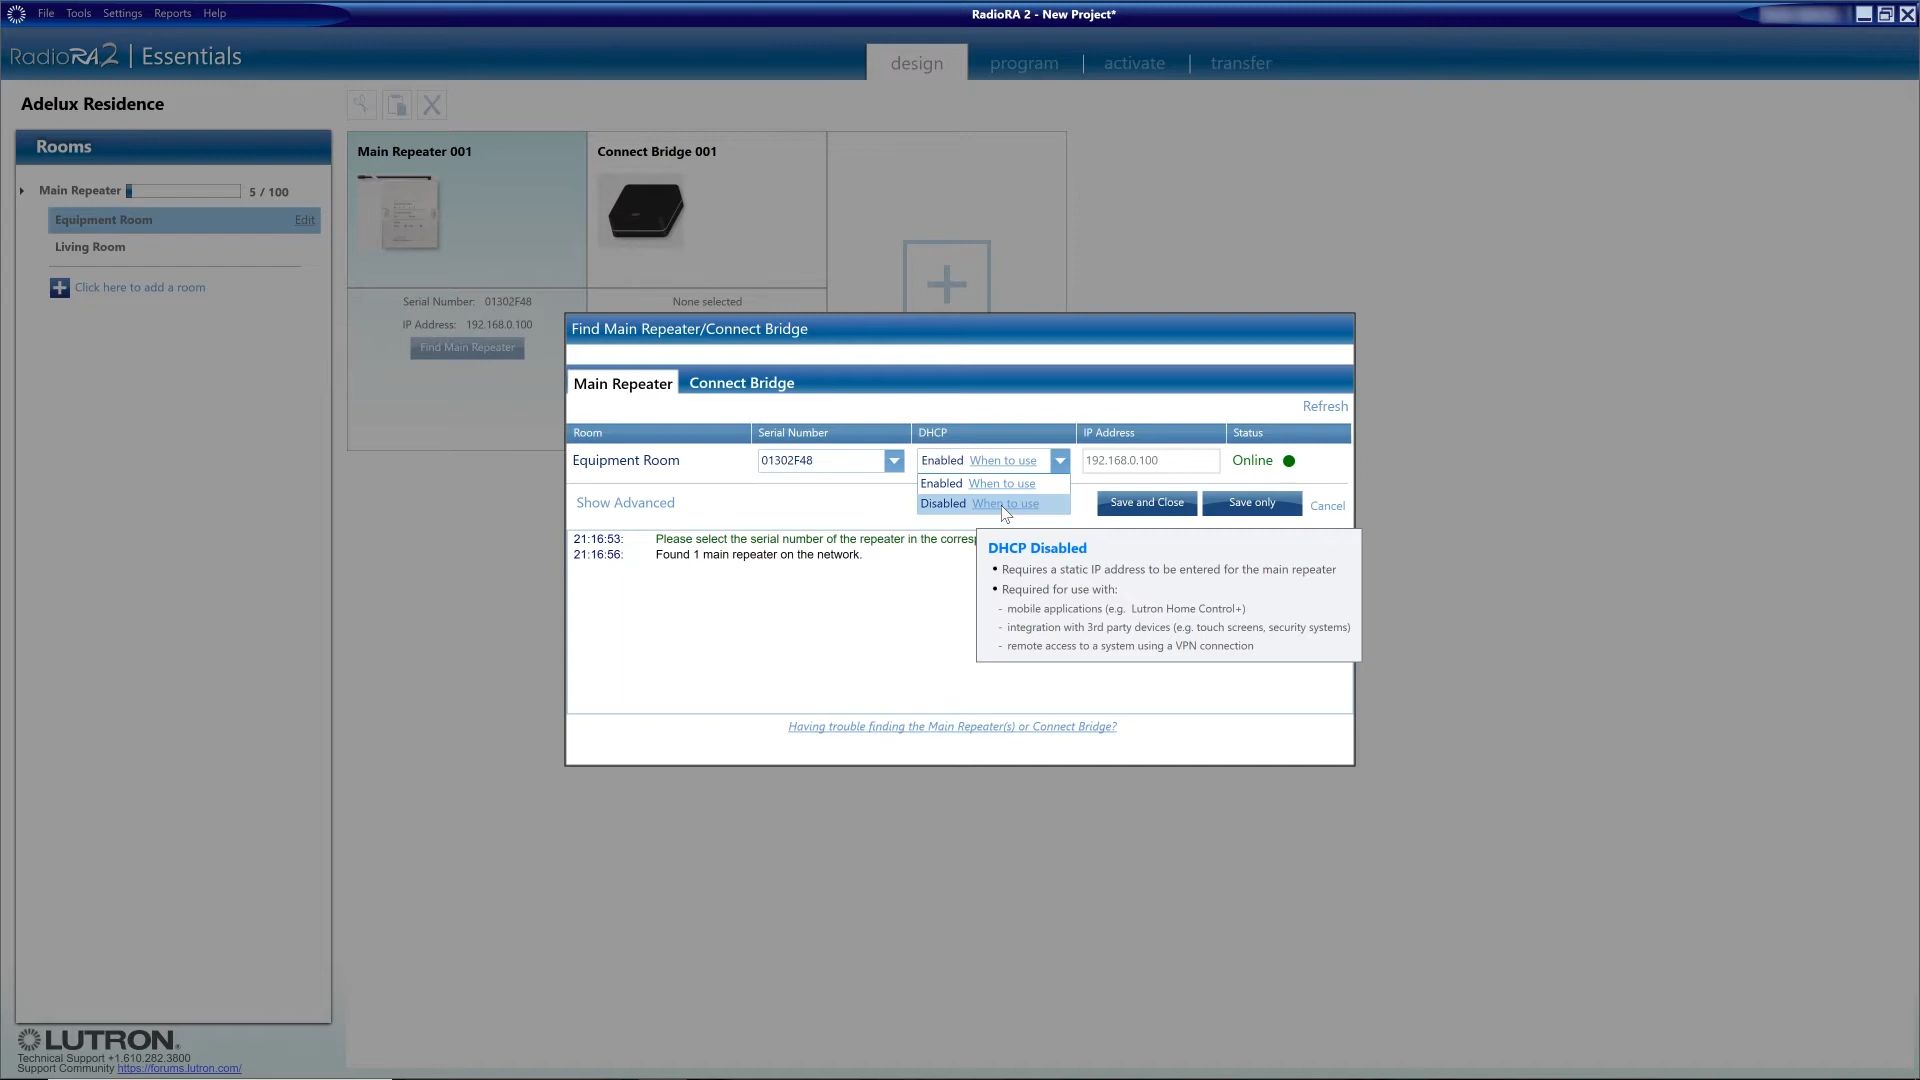 File Tools Settings Reports Help
RadioRA 2 - New Project*
RadioRA2 | Essentials
design
program
activate
transfer
Adelux Residence
Rooms
Main Repeater
5 / 100
Equipment Room
Edit
Living Room
Click here to add a room
Main Repeater 001
Connect Bridge 001
Serial Number: 01302F48
None selected
IP Address: 192.168.0.100
Find Main Repeater
Find Main Repeater/Connect Bridge
Main Repeater
Connect Bridge
Refresh
Room
Serial Number
DHCP
IP Address
Status
Equipment Room
01302F48
Enabled When to use
192.168.0.100
Online
Enabled When to use
Disabled When to use
Show Advanced
Save and Close
Save only
Cancel
21:16:53: Please select the serial number of the repeater in the
21:16:56: Found 1 main repeater on the network.
DHCP Disabled
• Requires a static IP address to be entered for the main repeater
• Required for use with:
- mobile applications (e.g. Lutron Home Control+)
- integration with 3rd party devices (e.g. touch screens, security systems)
- remote access to a system using a VPN connection
Having trouble finding the Main Repeater(s) or Connect Bridge?
LUTRON
Technical Support +1.610.282.3800
Support Community https://forums.lutron.com/